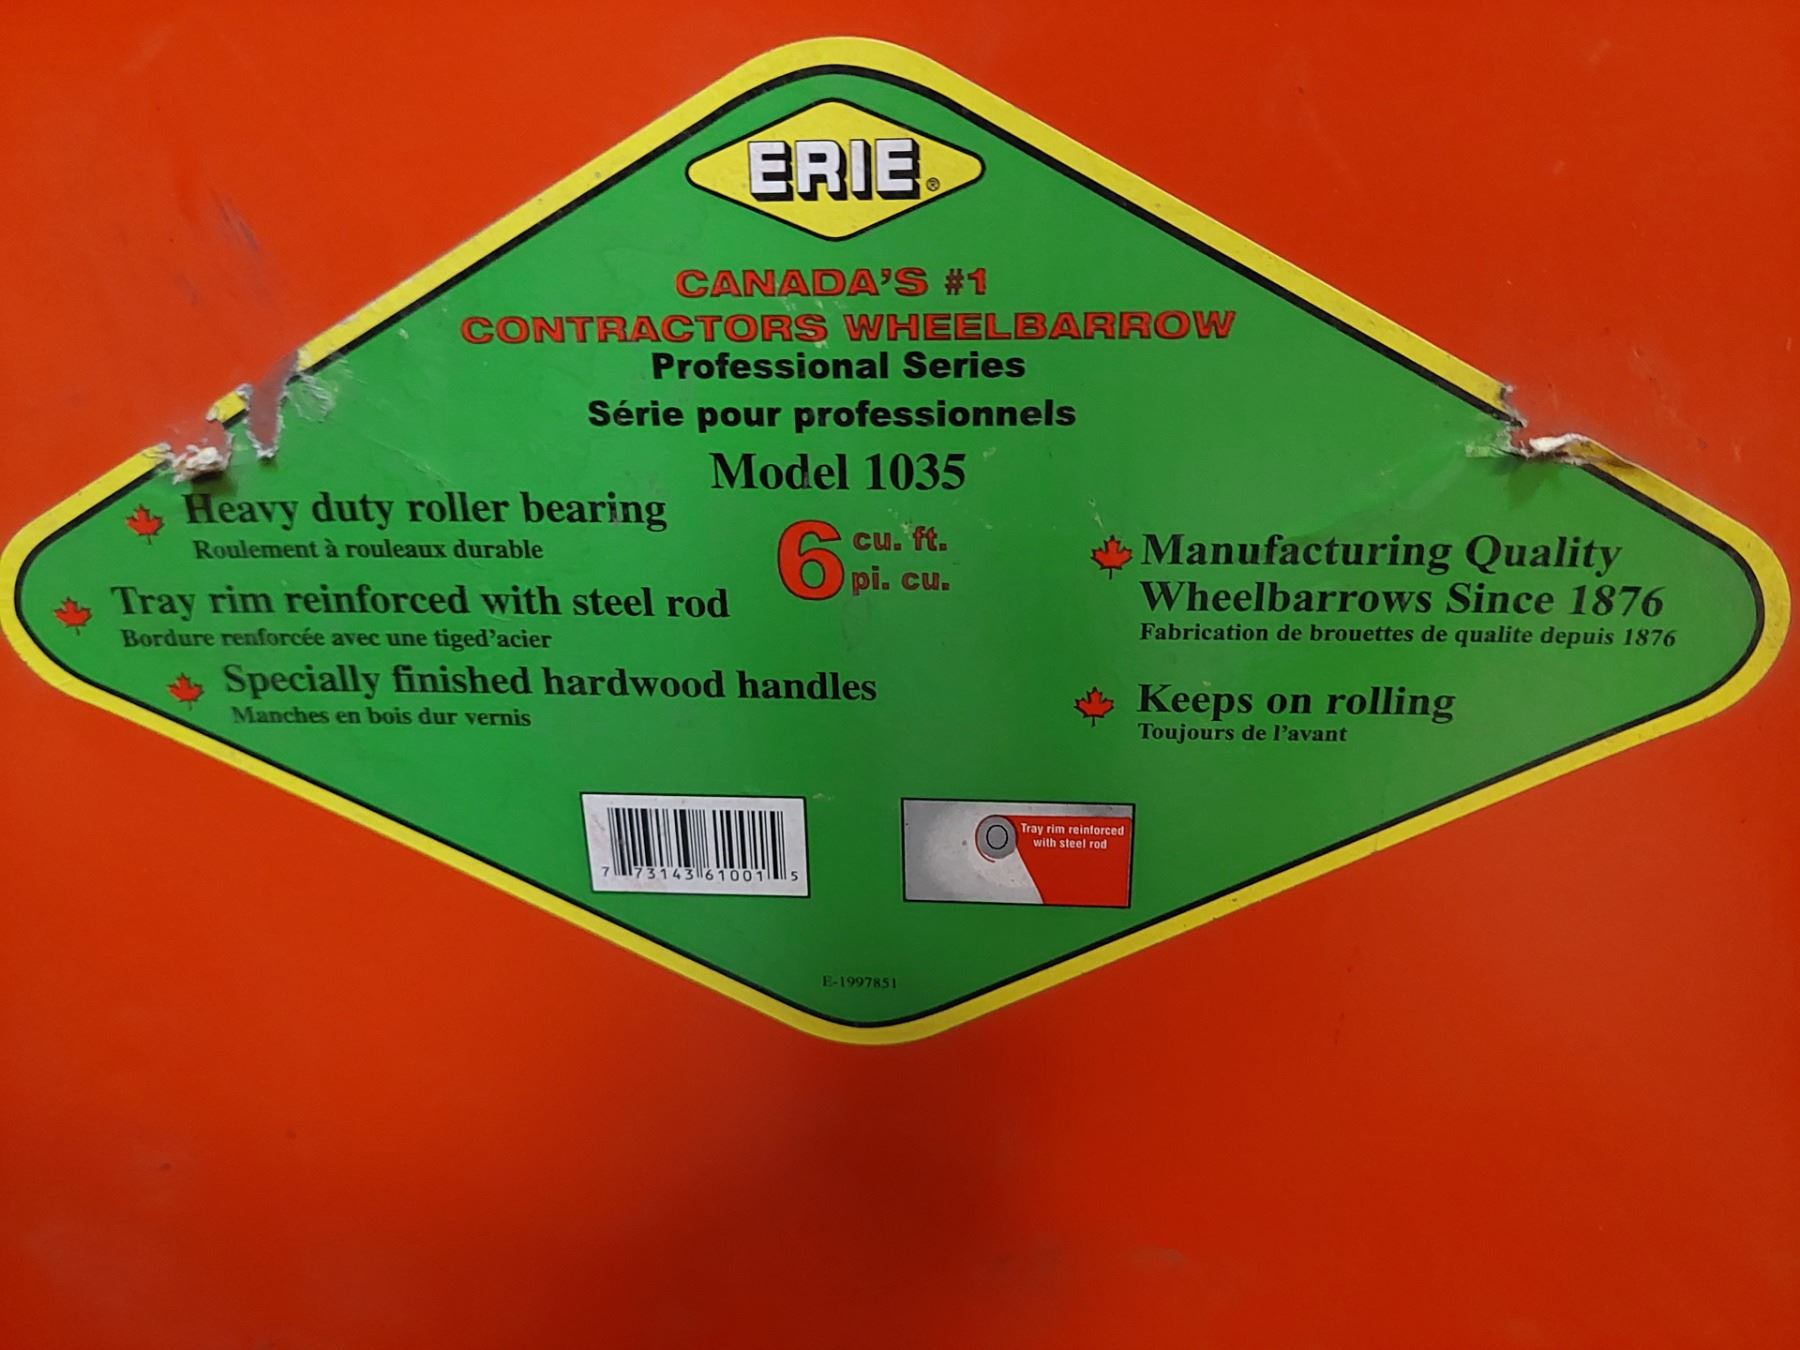 ERIE®
CANADA'S #1
CONTRACTORS WHEELBARROW
Professional Series
Série pour professionnels
Model 1035
6 cu. ft.
pi. cu.
Heavy duty roller bearing
Roulement à rouleaux durable
Tray rim reinforced with steel rod
Bordure renforcée avec une tiged'acier
Specially finished hardwood handles
Manches en bois dur vernis
Manufacturing Quality
Wheelbarrows Since 1876
Fabrication de brouettes de qualite depuis 1876
Keeps on rolling
Toujours de l'avant
7 73143 61001 5
Tray rim reinforced
with steel rod
E-1997851